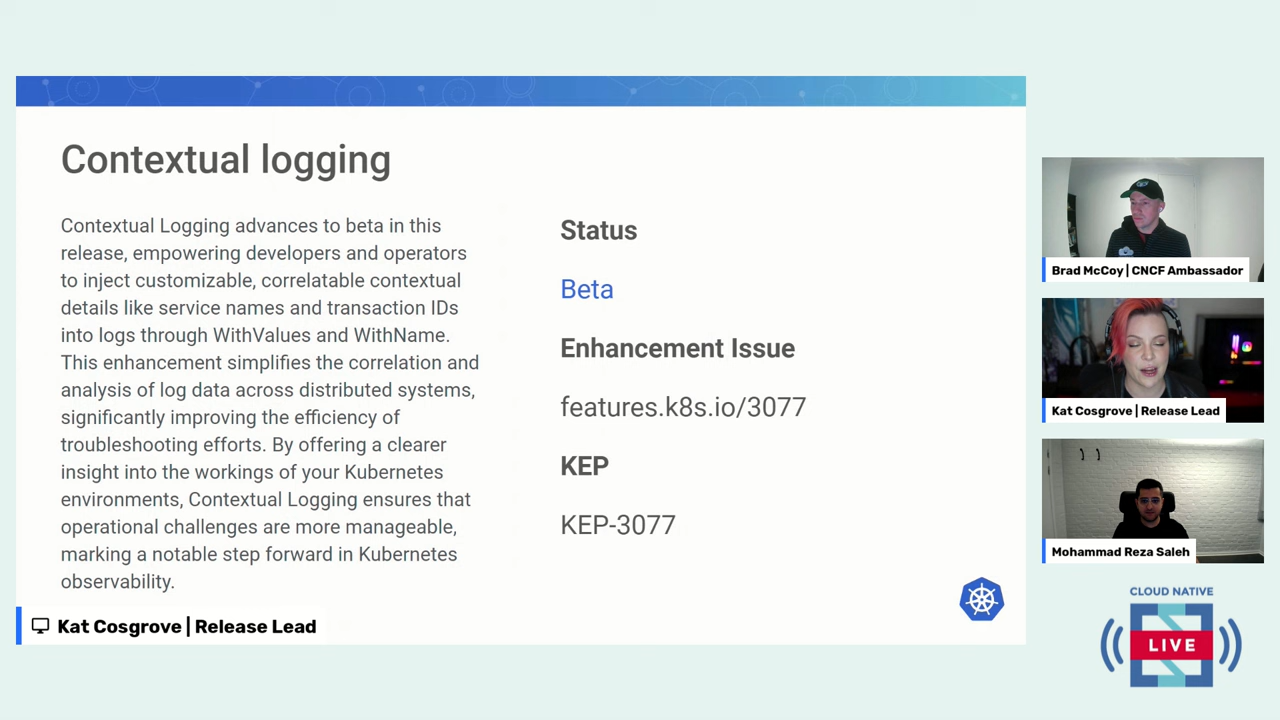 Contextual logging
Contextual Logging advances to beta in this
release, empowering developers and operators
to inject customizable, correlatable contextual
details like service names and transaction IDs
into logs through WithValues and WithName.
This enhancement simplifies the correlation and
analysis of log data across distributed systems,
significantly improving the efficiency of
troubleshooting efforts. By offering a clearer
insight into the workings of your Kubernetes
environments, Contextual Logging ensures that
operational challenges are more manageable,
marking a notable step forward in Kubernetes
observability.
Status
Beta
Enhancement Issue
features.k8s.io/3077
KEP
KEP-3077
Kat Cosgrove | Release Lead
Brad McCoy | CNCF Ambassador
Kat Cosgrove | Release Lead
Mohammad Reza Saleh
CLOUD NATIVE
LIVE